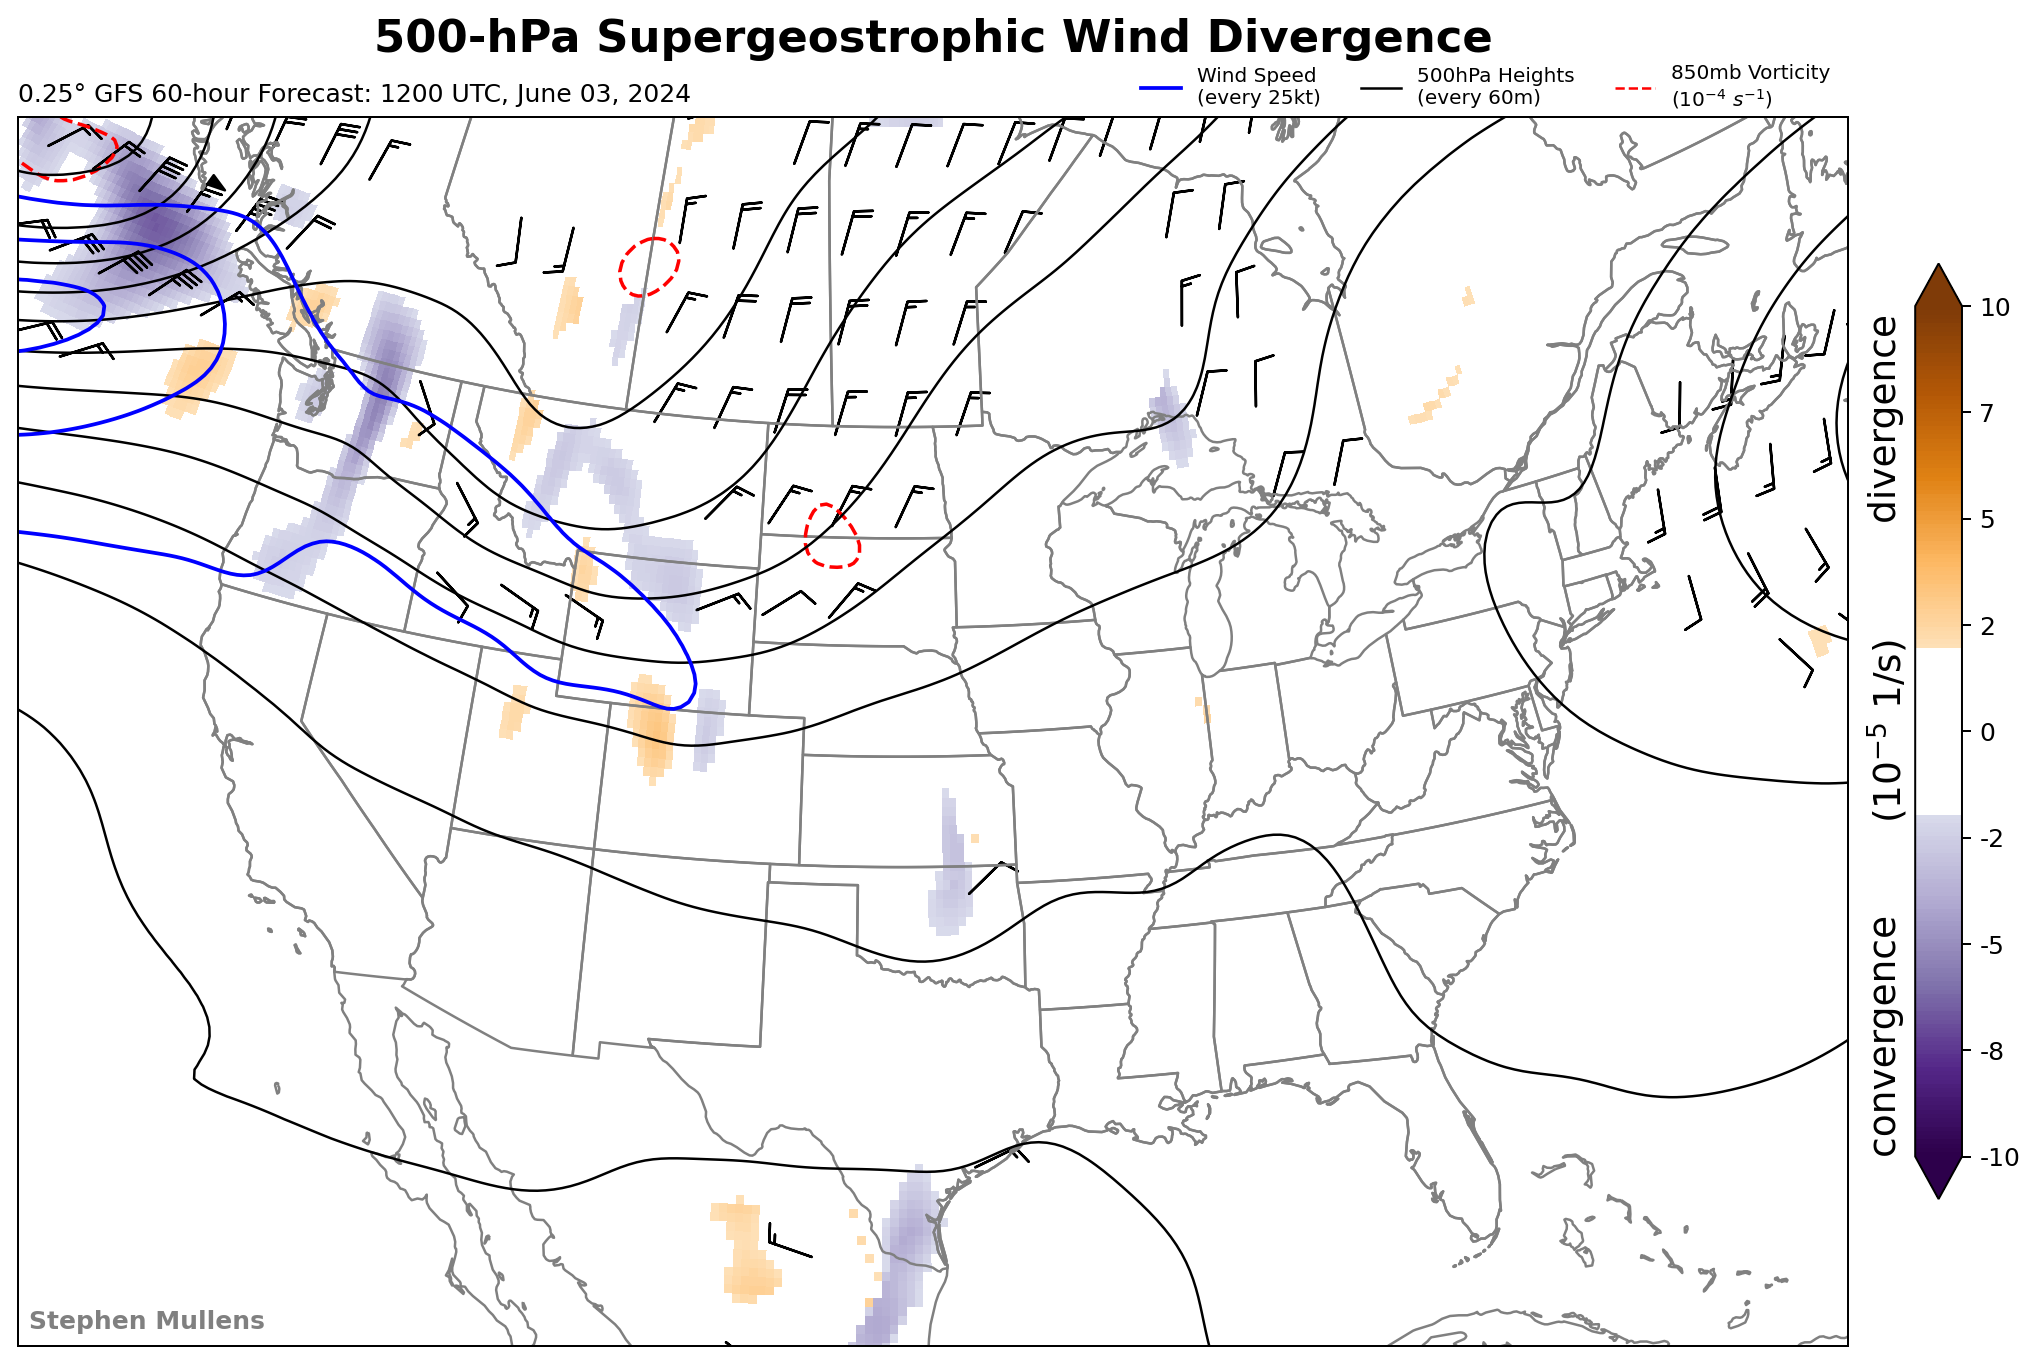 500-hPa Supergeostrophic Wind Divergence
0.25° GFS 60-hour Forecast: 1200 UTC, June 03, 2024
Wind Speed
(every 25kt)
500hPa Heights
(every 60m)
850mb Vorticity
(10⁻⁴ s⁻¹)
10
7
5
2
0
-2
-5
-8
-10
convergence (10⁻⁵ 1/s) divergence
Stephen Mullens